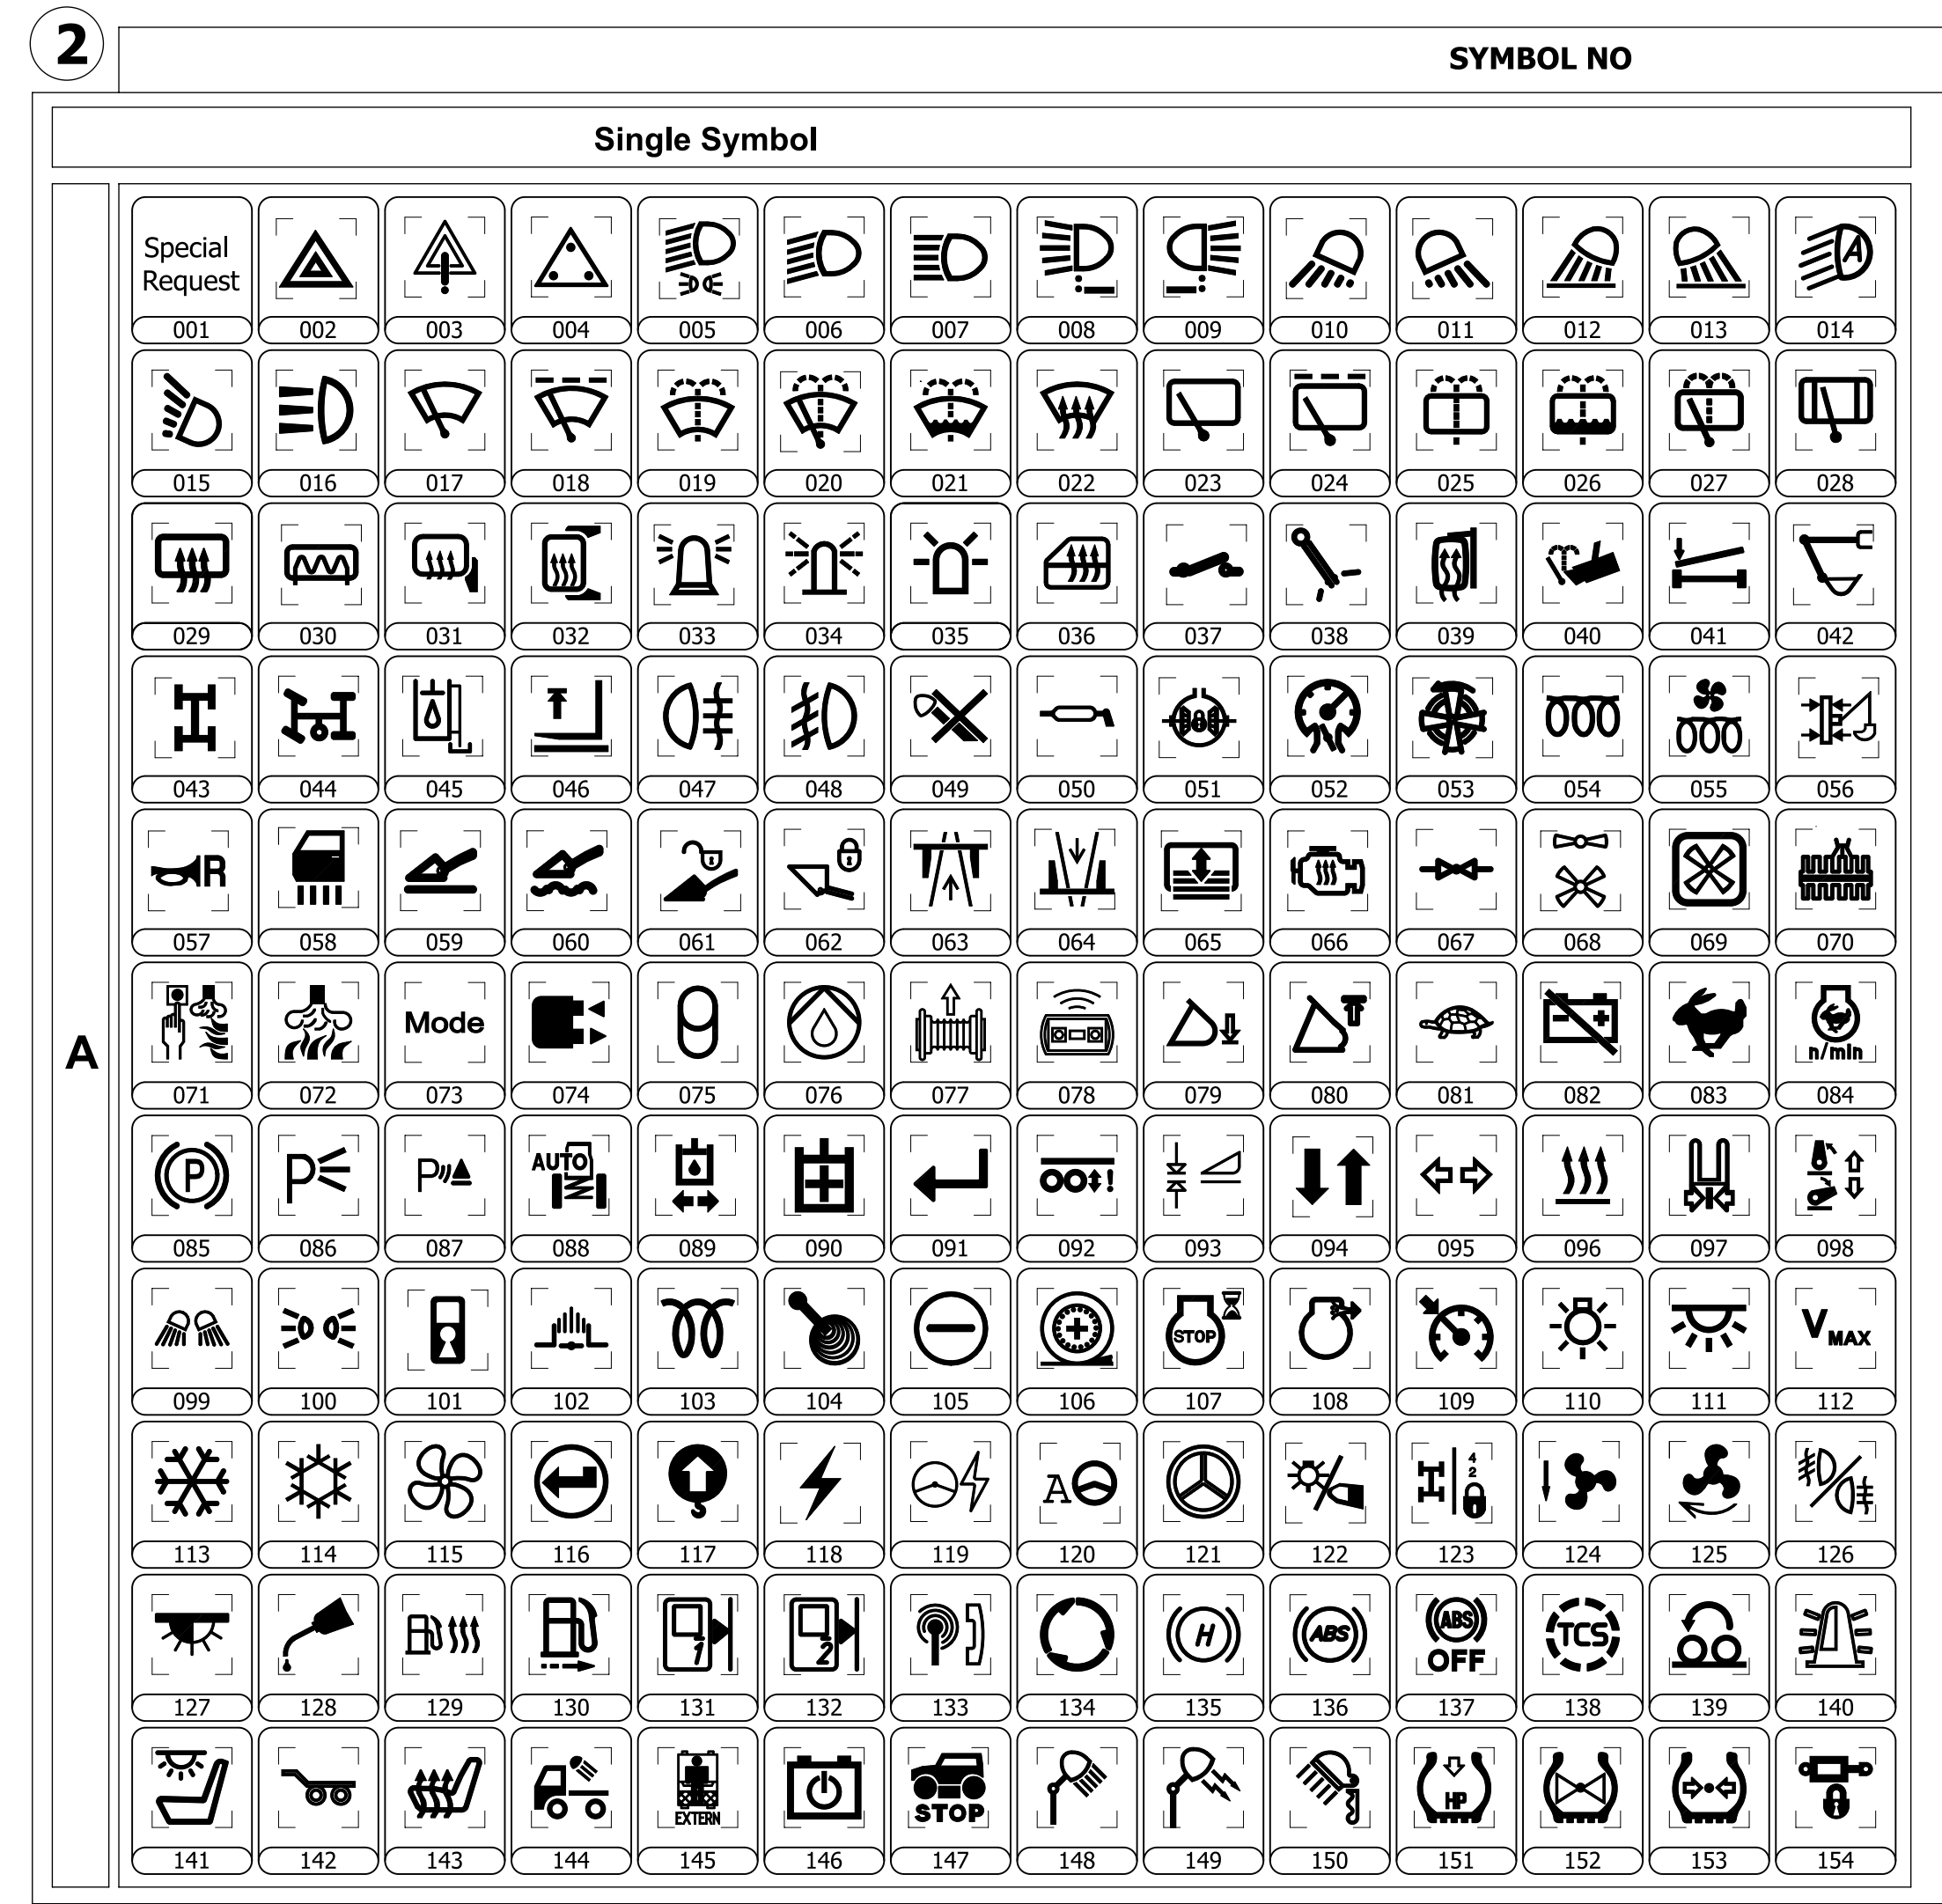 2
SYMBOL NO
Single Symbol
A
Special
Request
A
001 002 003 004 005 006 007 008 009 010 011 012 013 014
015 016 017 018 019 020 021 022 023 024 025 026 027 028
029 030 031 032 033 034 035 036 037 038 039 040 041 042
043 044 045 046 047 048 049 050 051 052 053 054 055 056
R
057 058 059 060 061 062 063 064 065 066 067 068 069 070
Mode
n/min
071 072 073 074 075 076 077 078 079 080 081 082 083 084
P P P AUTO !
085 086 087 088 089 090 091 092 093 094 095 096 097 098
STOP VMAX
099 100 101 102 103 104 105 106 107 108 109 110 111 112
A 4
2
113 114 115 116 117 118 119 120 121 122 123 124 125 126
1 2 H ABS ABS TCS
OFF
127 128 129 130 131 132 133 134 135 136 137 138 139 140
EXTERN STOP HP
141 142 143 144 145 146 147 148 149 150 151 152 153 154